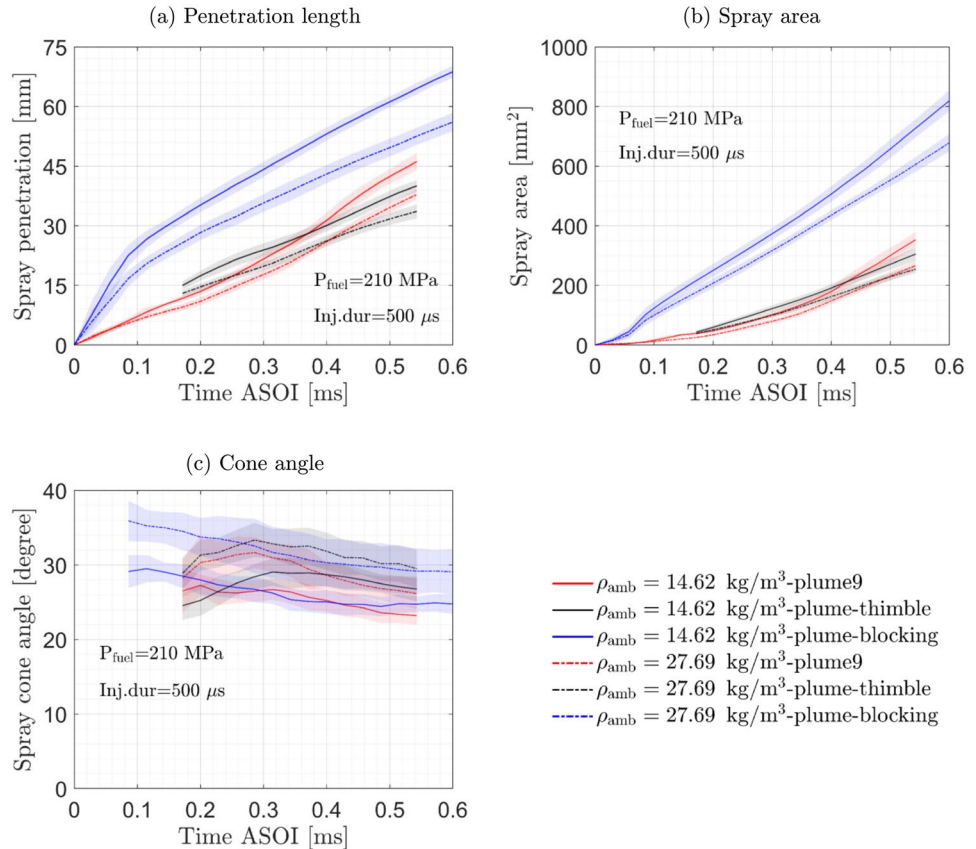 (a) Penetration length
75
60
45
30
15
0
Spray penetration [mm]
P_fuel=210 MPa
Inj.dur=500 μs
0 0.1 0.2 0.3 0.4 0.5 0.6
Time ASOI [ms]
(b) Spray area
1000
800
600
400
200
0
Spray area [mm²]
P_fuel=210 MPa
Inj.dur=500 μs
0 0.1 0.2 0.3 0.4 0.5 0.6
Time ASOI [ms]
(c) Cone angle
40
30
20
10
0
Spray cone angle [degree]
P_fuel=210 MPa
Inj.dur=500 μs
0 0.1 0.2 0.3 0.4 0.5 0.6
Time ASOI [ms]
ρ_amb = 14.62 kg/m³-plume9
ρ_amb = 14.62 kg/m³-plume-thimble
ρ_amb = 14.62 kg/m³-plume-blocking
ρ_amb = 27.69 kg/m³-plume9
ρ_amb = 27.69 kg/m³-plume-thimble
ρ_amb = 27.69 kg/m³-plume-blocking